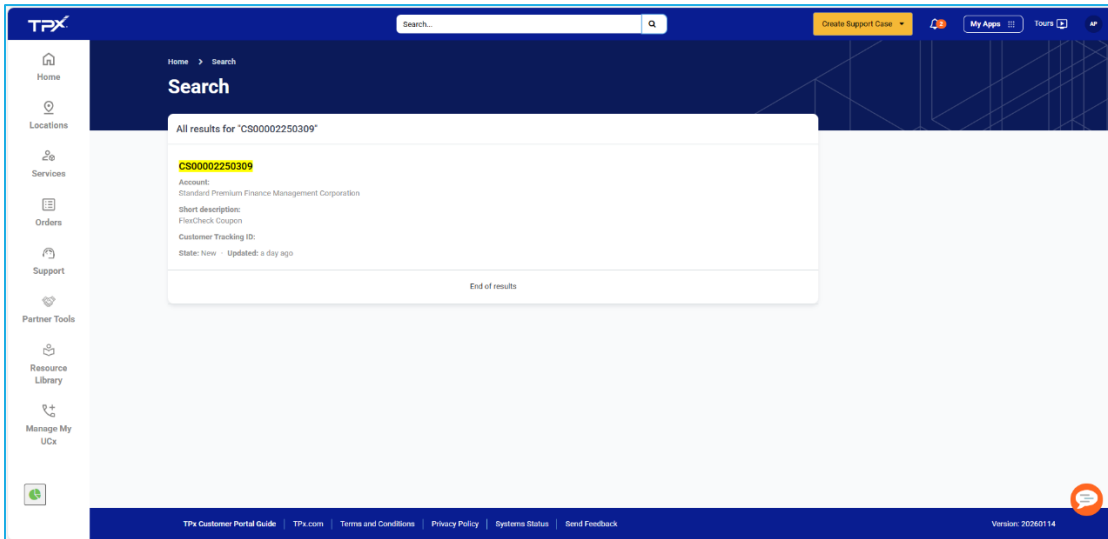 TPX
Search...
Create Support Case
2
My Apps
Tours
AP
Home
Locations
Services
Orders
Support
Partner Tools
Resource
Library
Manage My
UCx
Home > Search
Search
All results for "CS00002250309"
CS00002250309
Account:
Standard Premium Finance Management Corporation
Short description:
FlexCheck Coupon
Customer Tracking ID:
State: New · Updated: a day ago
End of results
TPx Customer Portal Guide | TPx.com | Terms and Conditions | Privacy Policy | Systems Status | Send Feedback
Version: 20260114